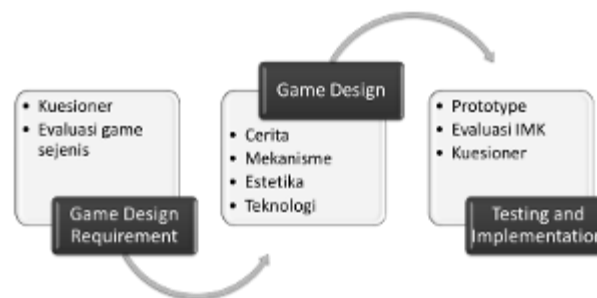 • Kuesioner
• Evaluasi game
sejenis
Game Design
Requirement
Game Design
• Cerita
• Mekanisme
• Estetika
• Teknologi
• Prototype
• Evaluasi IMK
• Kuesioner
Testing and
Implementation